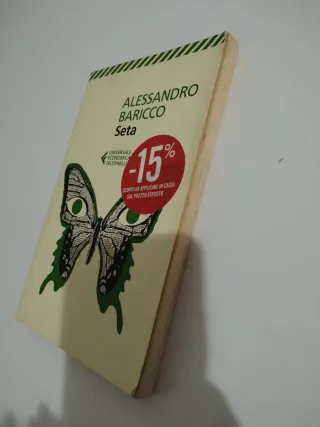 ALESSANDRO
BARICCO
Seta
UNIVERSALE
ECONOMICA
FELTRINELLI
-15%
SCONTO DA APPLICARE IN CASSA
SUL PREZZO ESPOSTO